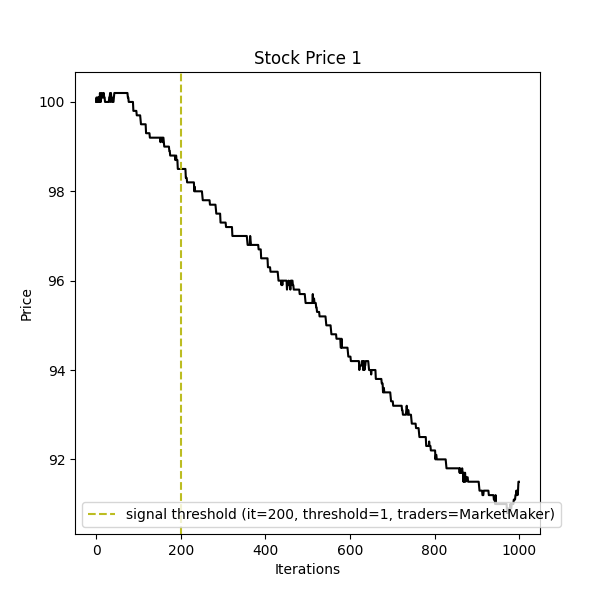 Stock Price 1
100
98
96
94
92
Price
signal threshold (it=200, threshold=1, traders=MarketMaker)
0
200
400
600
800
1000
Iterations